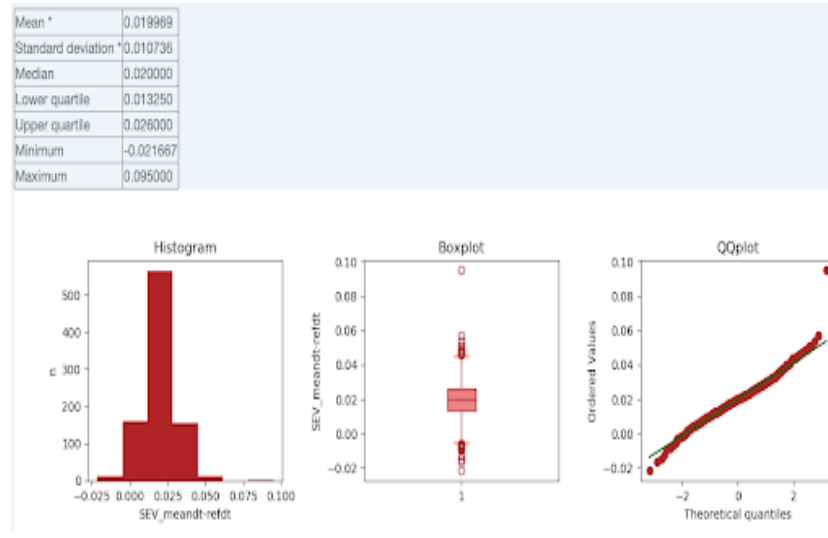 Mean * 0.019969
Standard deviation * 0.010736
Median 0.020000
Lower quartile 0.013250
Upper quartile 0.026000
Minimum -0.021667
Maximum 0.095000
Histogram
500
400
300
200
100
0
n
−0.025 0.000 0.025 0.050 0.075 0.100
SEV_meandt-refdt
Boxplot
0.10
0.08
0.06
0.04
0.02
0.00
−0.02
SEV_meandt-refdt
1
QQplot
0.10
0.08
0.06
0.04
0.02
0.00
−0.02
Ordered Values
−2 0 2
Theoretical quantiles